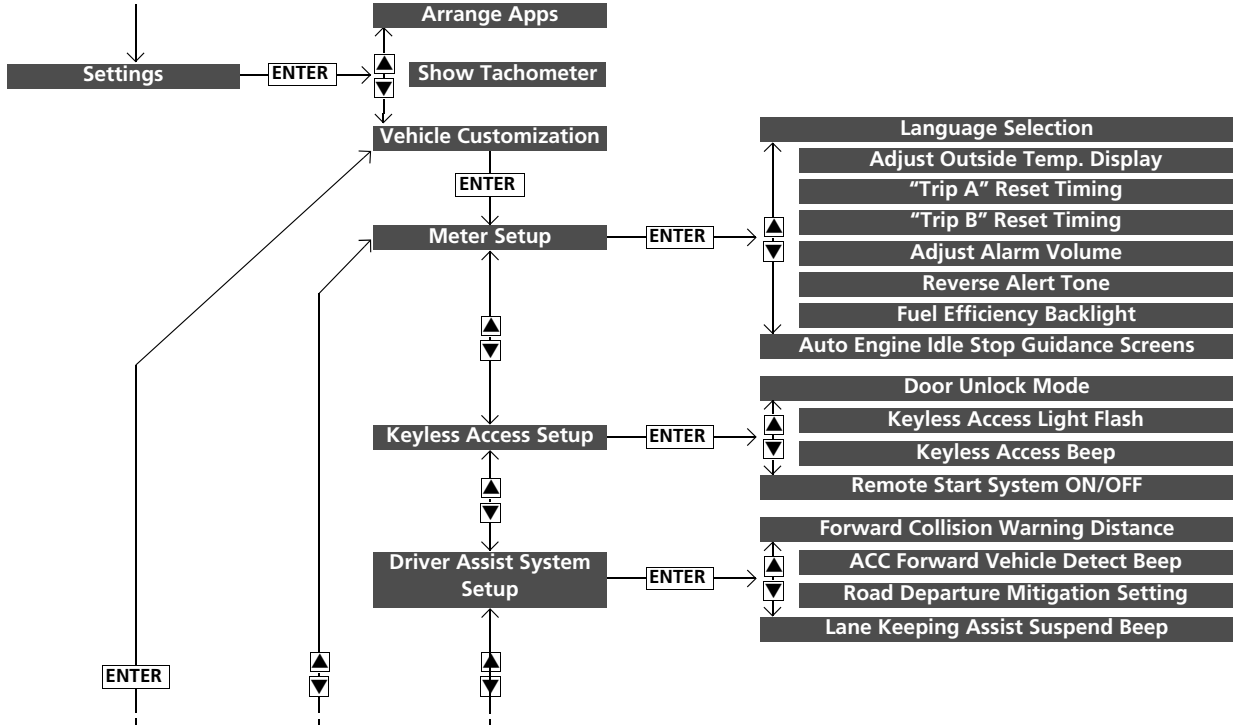 Arrange Apps
Settings
ENTER
▲
▼
Show Tachometer
Vehicle Customization
ENTER
Meter Setup
ENTER
▲
▼
Language Selection
Adjust Outside Temp. Display
“Trip A” Reset Timing
“Trip B” Reset Timing
Adjust Alarm Volume
Reverse Alert Tone
Fuel Efficiency Backlight
Auto Engine Idle Stop Guidance Screens
▲
▼
Keyless Access Setup
ENTER
▲
▼
Door Unlock Mode
Keyless Access Light Flash
Keyless Access Beep
Remote Start System ON/OFF
▲
▼
Driver Assist System
Setup
ENTER
▲
▼
Forward Collision Warning Distance
ACC Forward Vehicle Detect Beep
Road Departure Mitigation Setting
Lane Keeping Assist Suspend Beep
ENTER
▲
▼
▲
▼